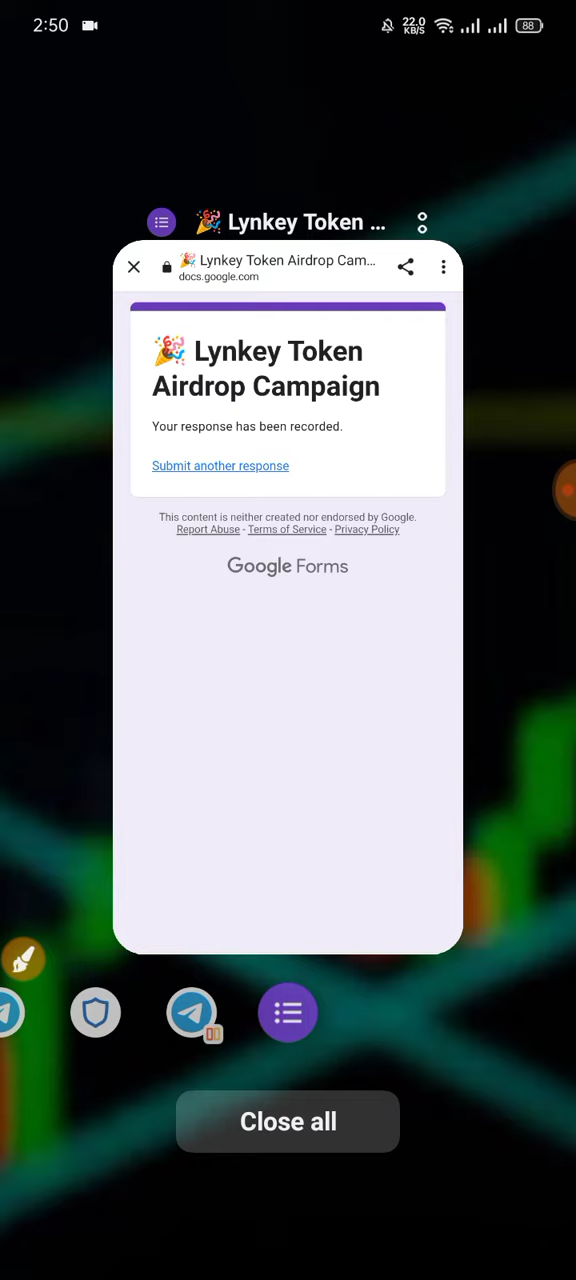 2:50
22.0
KB/S
88
🎉 Lynkey Token ...
🎉 Lynkey Token Airdrop Cam...
docs.google.com
🎉 Lynkey Token
Airdrop Campaign
Your response has been recorded.
Submit another response
This content is neither created nor endorsed by Google.
Report Abuse - Terms of Service - Privacy Policy
Google Forms
Close all